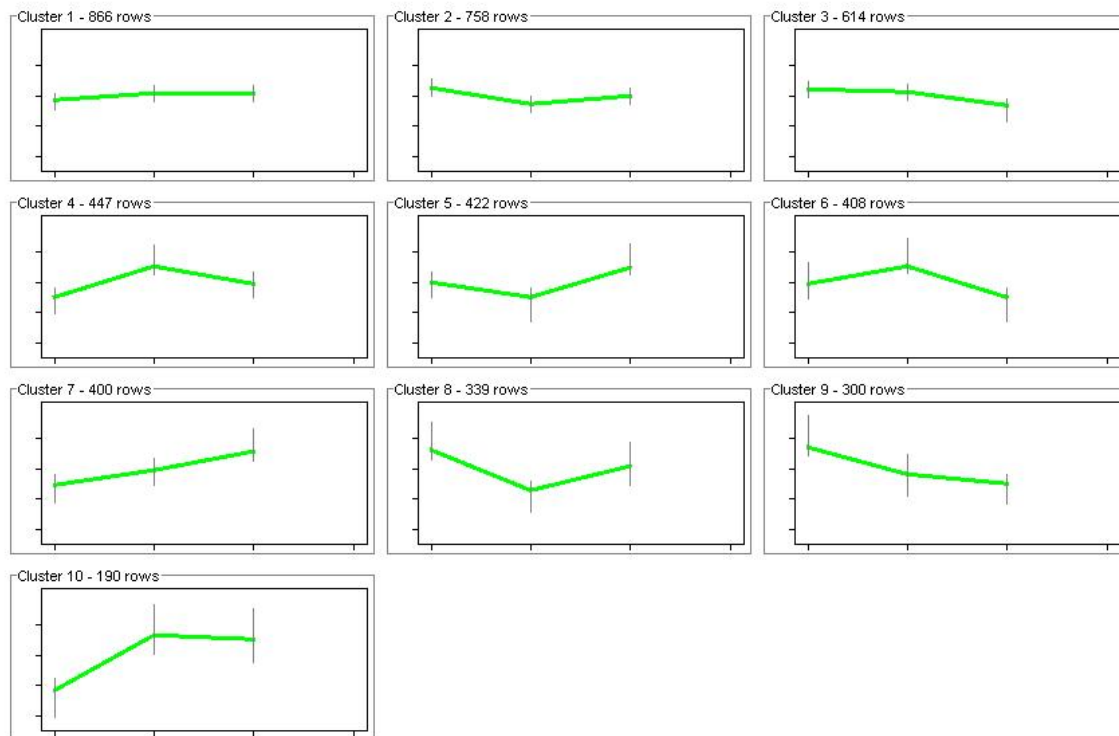 Cluster 1 - 866 rows
Cluster 2 - 758 rows
Cluster 3 - 614 rows
Cluster 4 - 447 rows
Cluster 5 - 422 rows
Cluster 6 - 408 rows
Cluster 7 - 400 rows
Cluster 8 - 339 rows
Cluster 9 - 300 rows
Cluster 10 - 190 rows